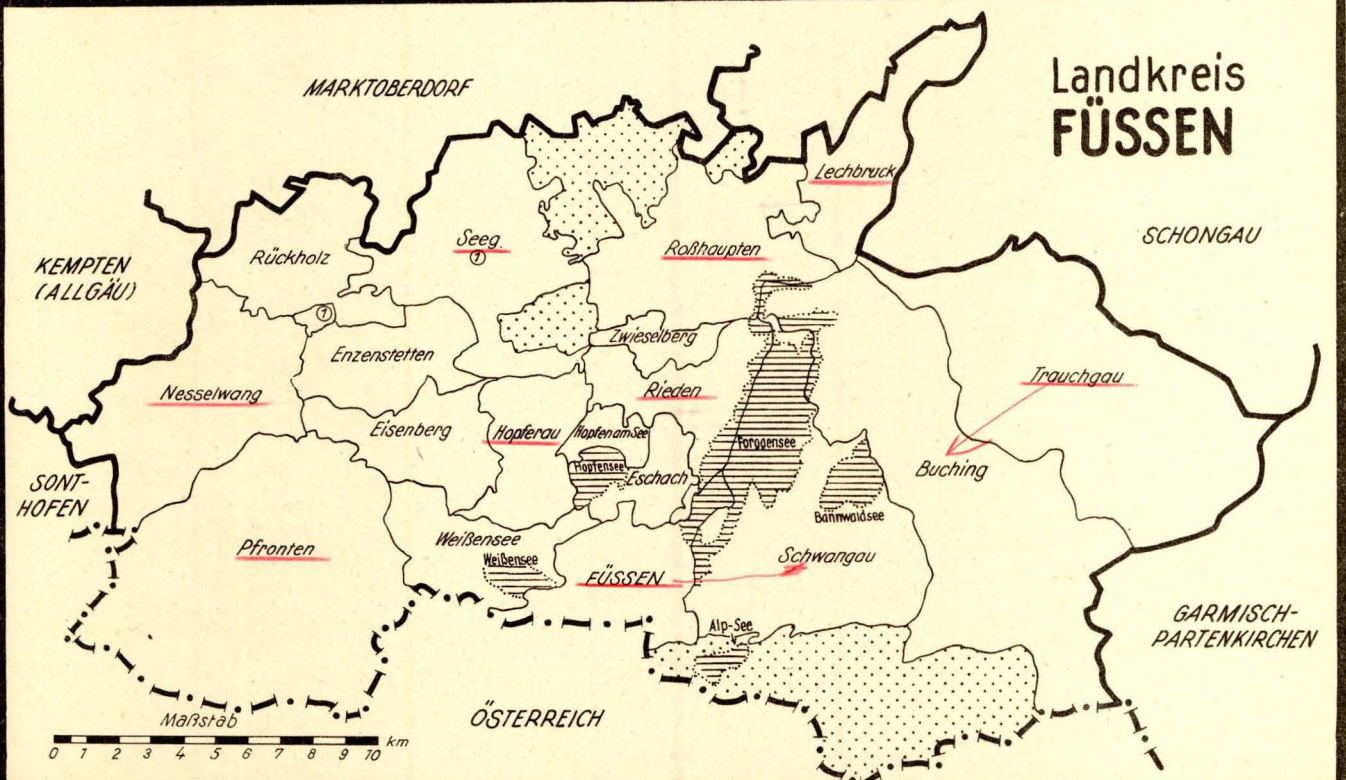 Landkreis
FÜSSEN
MARKTOBERDORF
Lechbruck
SCHONGAU
KEMPTEN
(ALLGÄU)
Rückholz
Seeg.
1
Roßhaupten
1
Zwieselberg
Enzenstetten
Nesselwang
Rieden
Trauchgau
Eisenberg
Hopferau
Hopfen am See
Forggensee
Buching
Hopfensee
Eschach
SONT-
HOFEN
Bannwaldsee
Pfronten
Weißensee
Weißensee
FÜSSEN
Schwangau
Alp-See
GARMISCH-
PARTENKIRCHEN
Maßstab
ÖSTERREICH
0 1 2 3 4 5 6 7 8 9 10 km